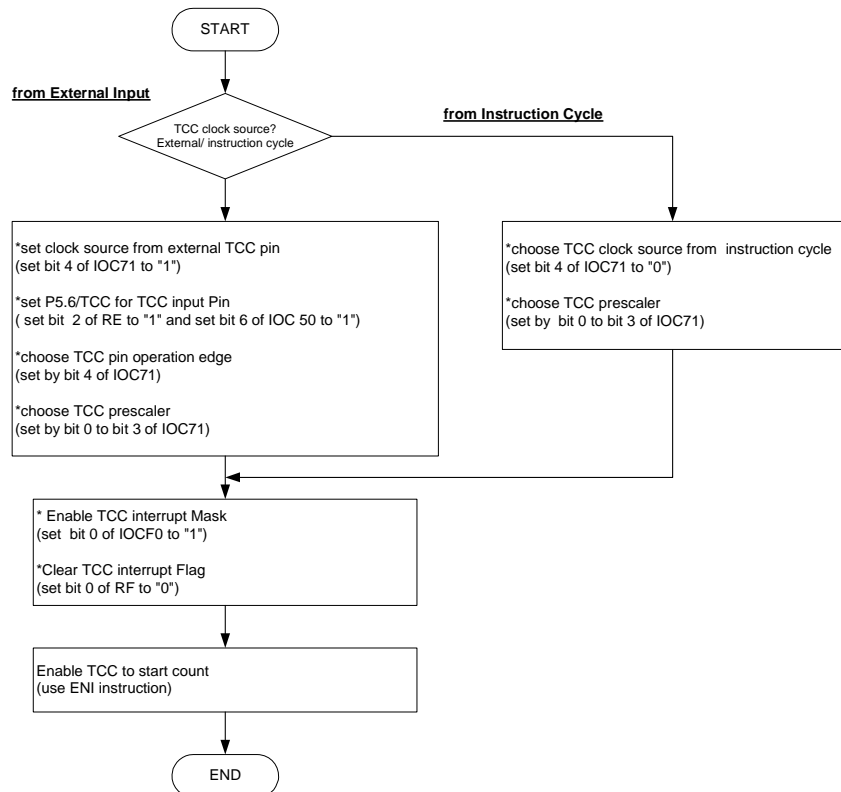 START
from External Input
TCC clock source?
External/ instruction cycle
from Instruction Cycle
*set clock source from external TCC pin
(set bit 4 of IOC71 to "1")
*set P5.6/TCC for TCC input Pin
( set bit  2 of RE to "1" and set bit 6 of IOC 50 to "1")
*choose TCC pin operation edge
(set by bit 4 of IOC71)
*choose TCC prescaler
(set by bit 0 to bit 3 of IOC71)
*choose TCC clock source from  instruction cycle
(set bit 4 of IOC71 to "0")
*choose TCC prescaler
(set by  bit 0 to bit 3 of IOC71)
* Enable TCC interrupt Mask
(set  bit 0 of IOCF0 to "1")
*Clear TCC interrupt Flag
(set bit 0 of RF to "0")
Enable TCC to start count
(use ENI instruction)
END